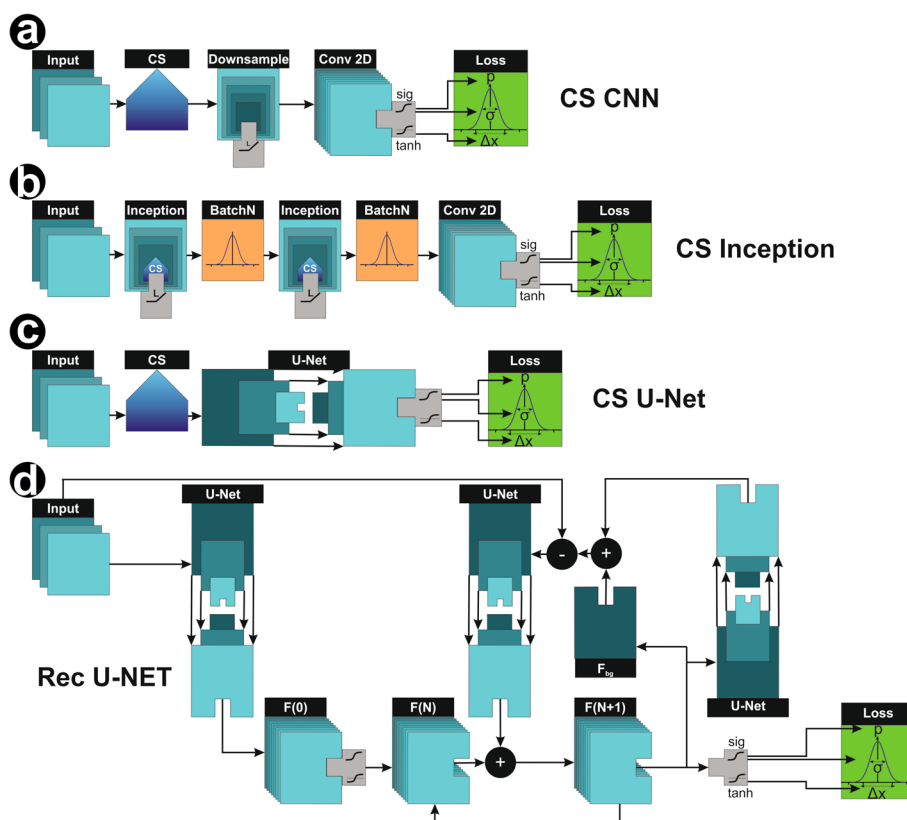 a
Input
CS
Downsample
Conv 2D
Loss
L
sig
tanh
p
σ
Δx
CS CNN
b
Input
Inception
BatchN
Inception
BatchN
Conv 2D
Loss
CS
L
CS
L
sig
tanh
p
σ
Δx
CS Inception
c
Input
CS
U-Net
Loss
p
σ
Δx
CS U-Net
d
Input
U-Net
U-Net
-
+
F_bg
U-Net
Rec U-NET
F(0)
F(N)
+
F(N+1)
sig
tanh
Loss
p
σ
Δx